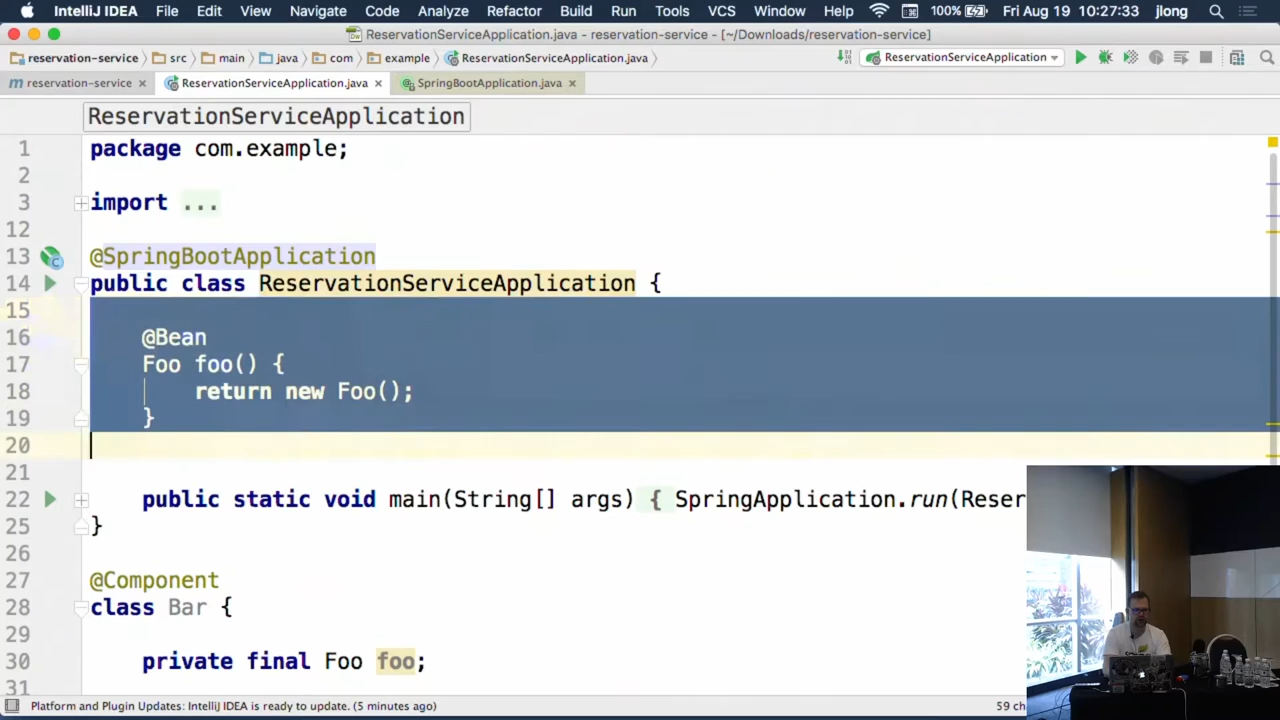 IntelliJ IDEA File Edit View Navigate Code Analyze Refactor Build Run Tools VCS Window Help 100% Fri Aug 19 10:27:33 jlong
ReservationServiceApplication.java - reservation-service - [~/Downloads/reservation-service]
reservation-service src main java com example ReservationServiceApplication.java ReservationServiceApplication
m reservation-service ReservationServiceApplication.java SpringBootApplication.java
ReservationServiceApplication
1 package com.example;
2
3 import ...
12
13 @SpringBootApplication
14 public class ReservationServiceApplication {
15
16 @Bean
17 Foo foo() {
18 return new Foo();
19 }
20
21
22 public static void main(String[] args) { SpringApplication.run(Reser
25 }
26
27 @Component
28 class Bar {
29
30 private final Foo foo;
31
Platform and Plugin Updates: IntelliJ IDEA is ready to update. (5 minutes ago) 59 ch